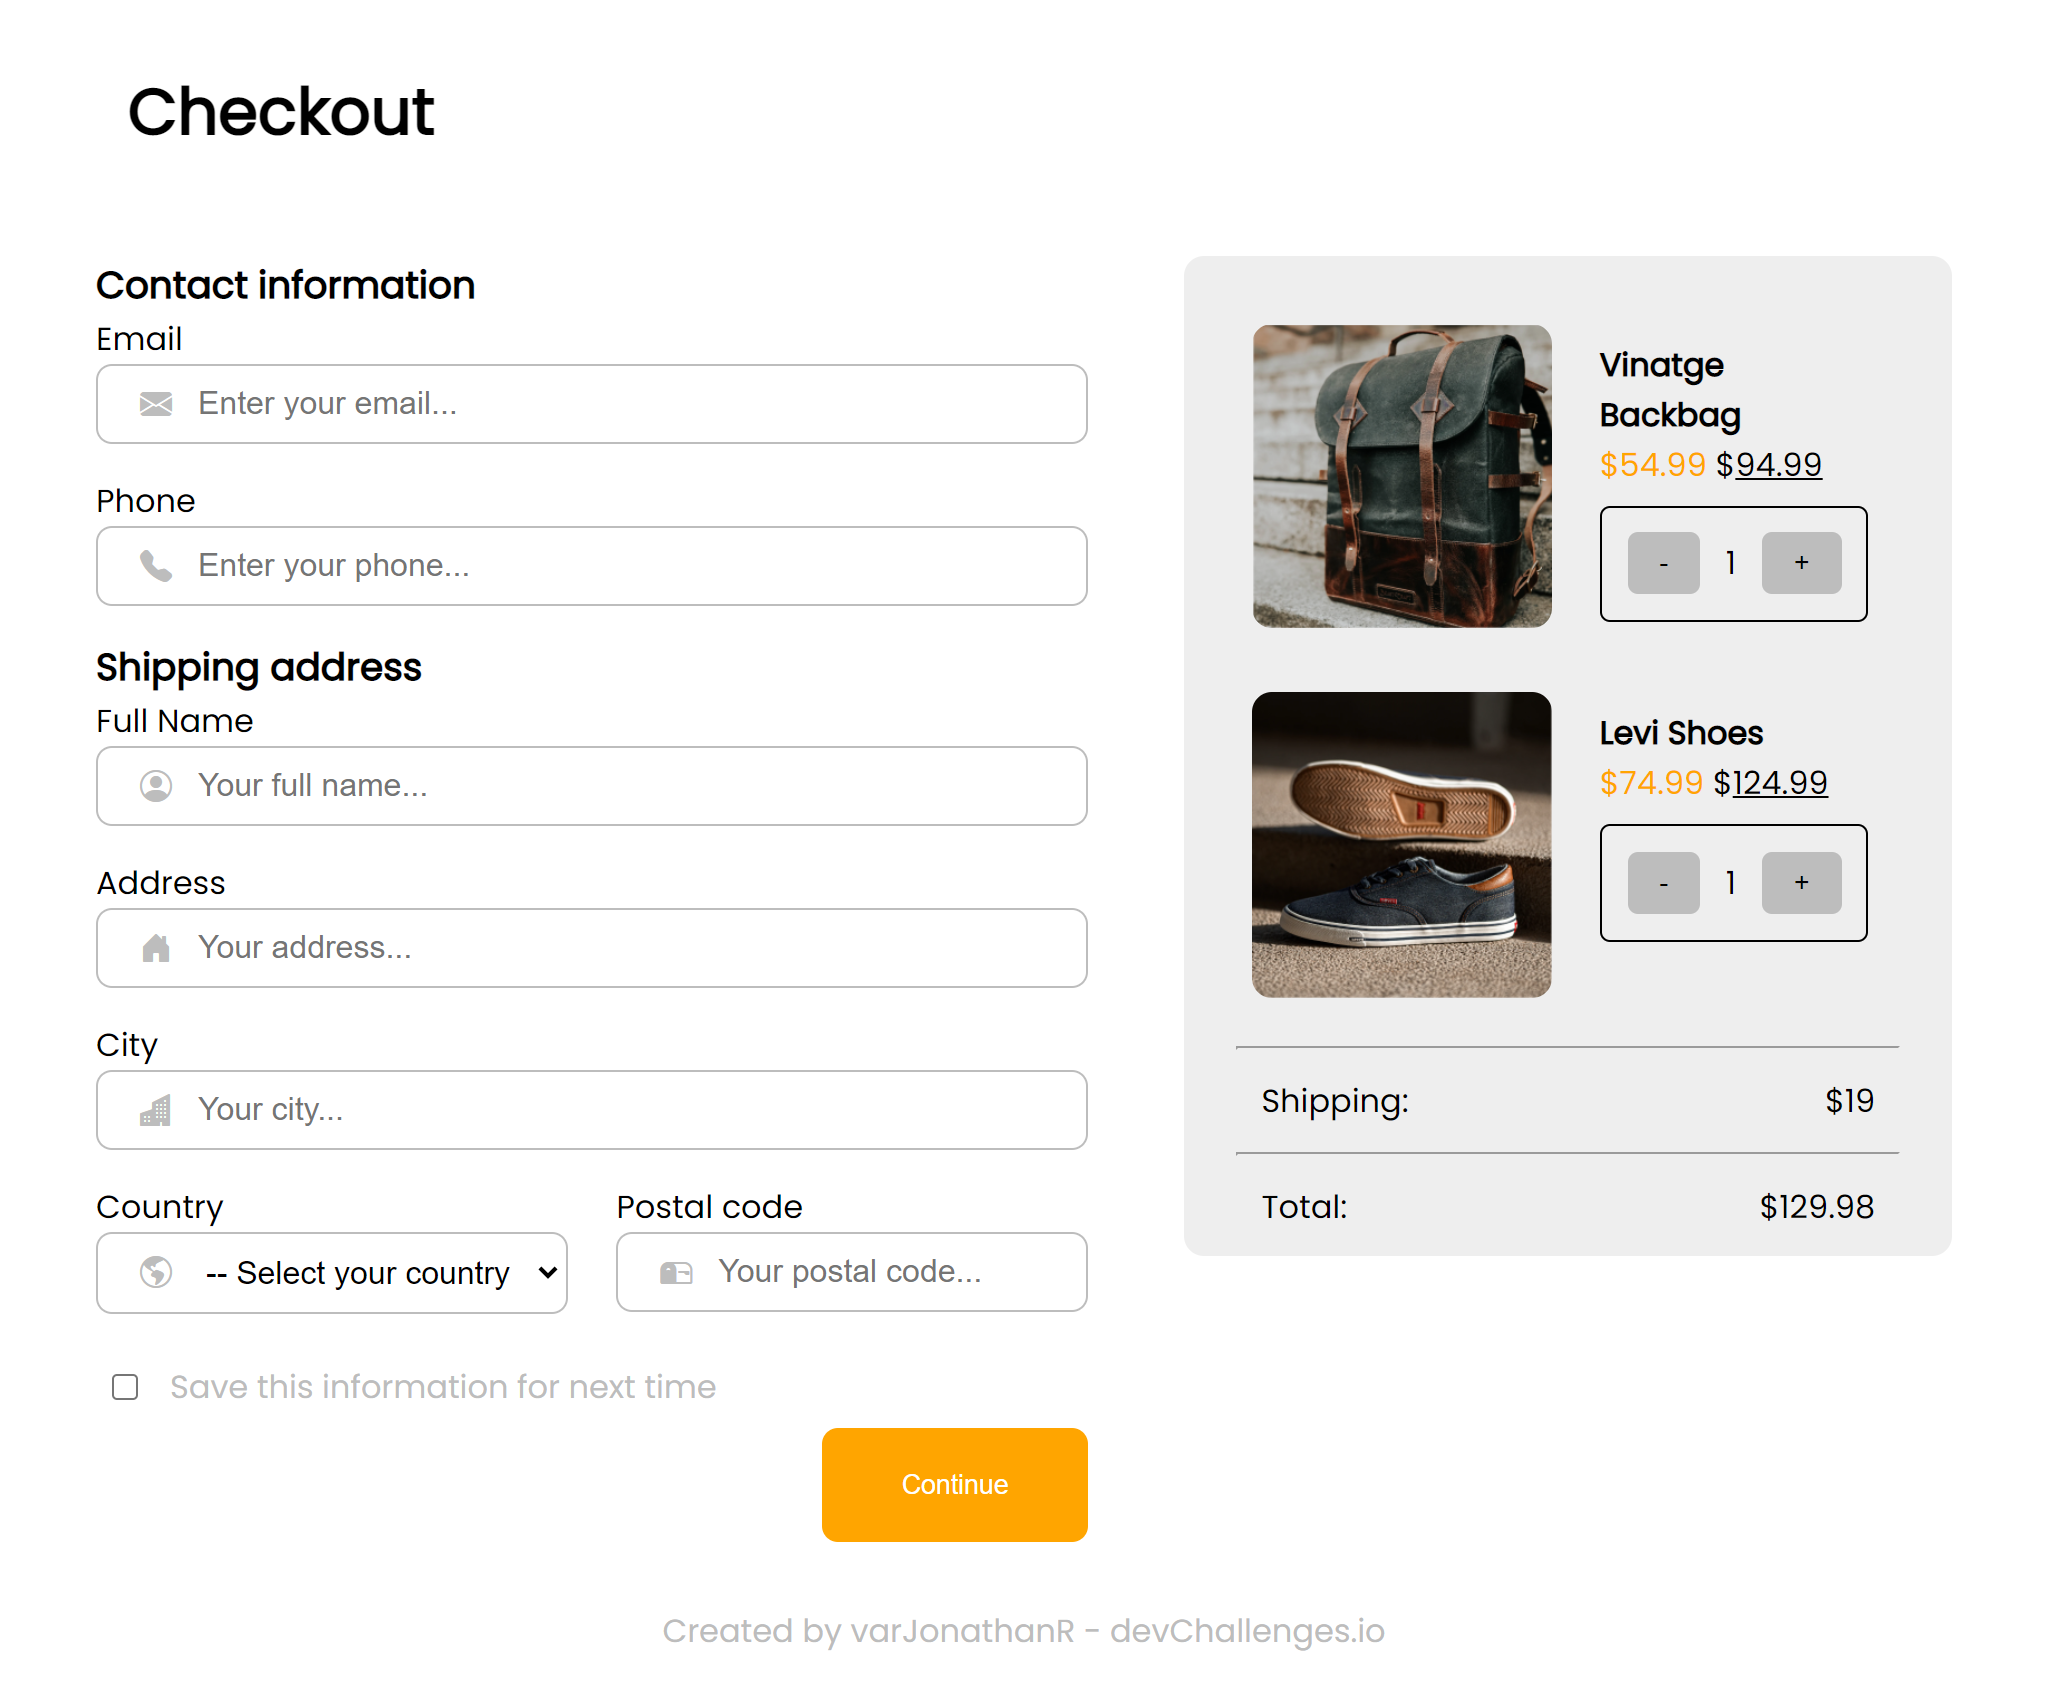 Checkout
Contact information
Email
Enter your email...
Phone
Enter your phone...
Shipping address
Full Name
Your full name...
Address
Your address...
City
Your city...
Country
-- Select your country
Postal code
Your postal code...
Save this information for next time
Continue
Vinatge
Backbag
$54.99 $94.99
- 1 +
Levi Shoes
$74.99 $124.99
- 1 +
Shipping: $19
Total: $129.98
Created by varJonathanR - devChallenges.io